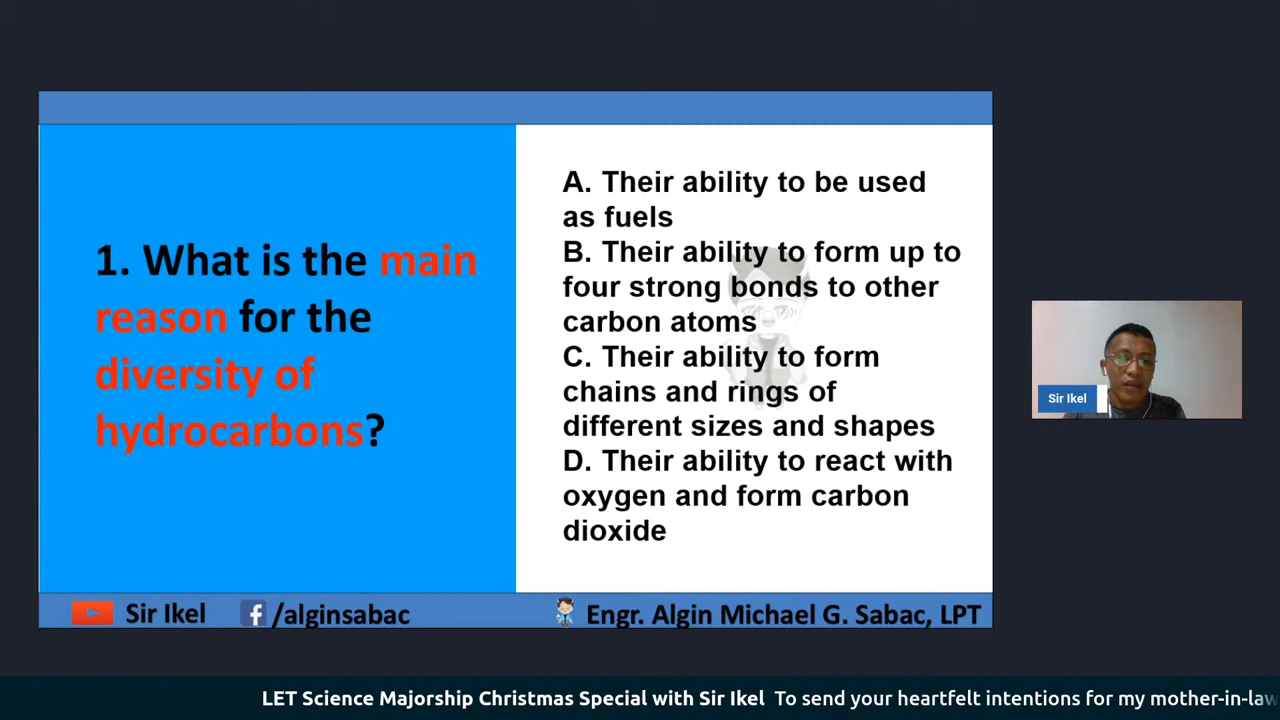 1. What is the main
reason for the
diversity of
hydrocarbons?
A. Their ability to be used
as fuels
B. Their ability to form up to
four strong bonds to other
carbon atoms
C. Their ability to form
chains and rings of
different sizes and shapes
D. Their ability to react with
oxygen and form carbon
dioxide
Sir Ikel
Sir Ikel /alginsabac Engr. Algin Michael G. Sabac, LPT
LET Science Majorship Christmas Special with Sir Ikel To send your heartfelt intentions for my mother-in-law